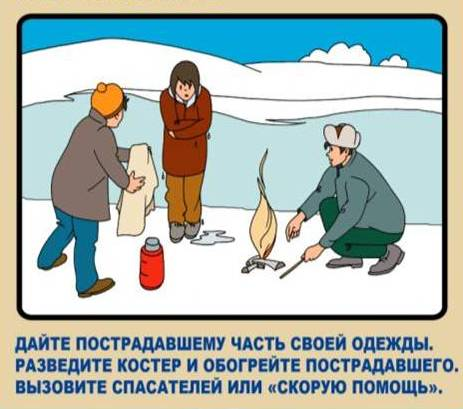 ДАЙТЕ ПОСТРАДАВШЕМУ ЧАСТЬ СВОЕЙ ОДЕЖДЫ.
РАЗВЕДИТЕ КОСТЕР И ОБОГРЕЙТЕ ПОСТРАДАВШЕГО.
ВЫЗОВИТЕ СПАСАТЕЛЕЙ ИЛИ «СКОРУЮ ПОМОЩЬ».